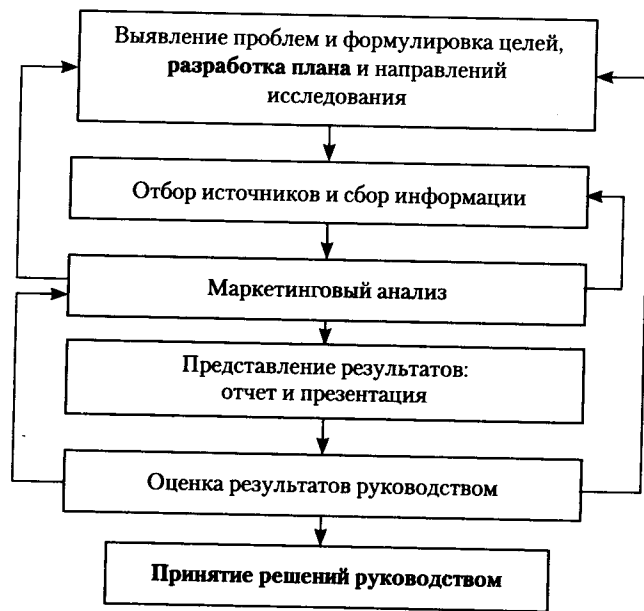 Выявление проблем и формулировка целей,
разработка плана и направлений
исследования
Отбор источников и сбор информации
Маркетинговый анализ
Представление результатов:
отчет и презентация
Оценка результатов руководством
Принятие решений руководством